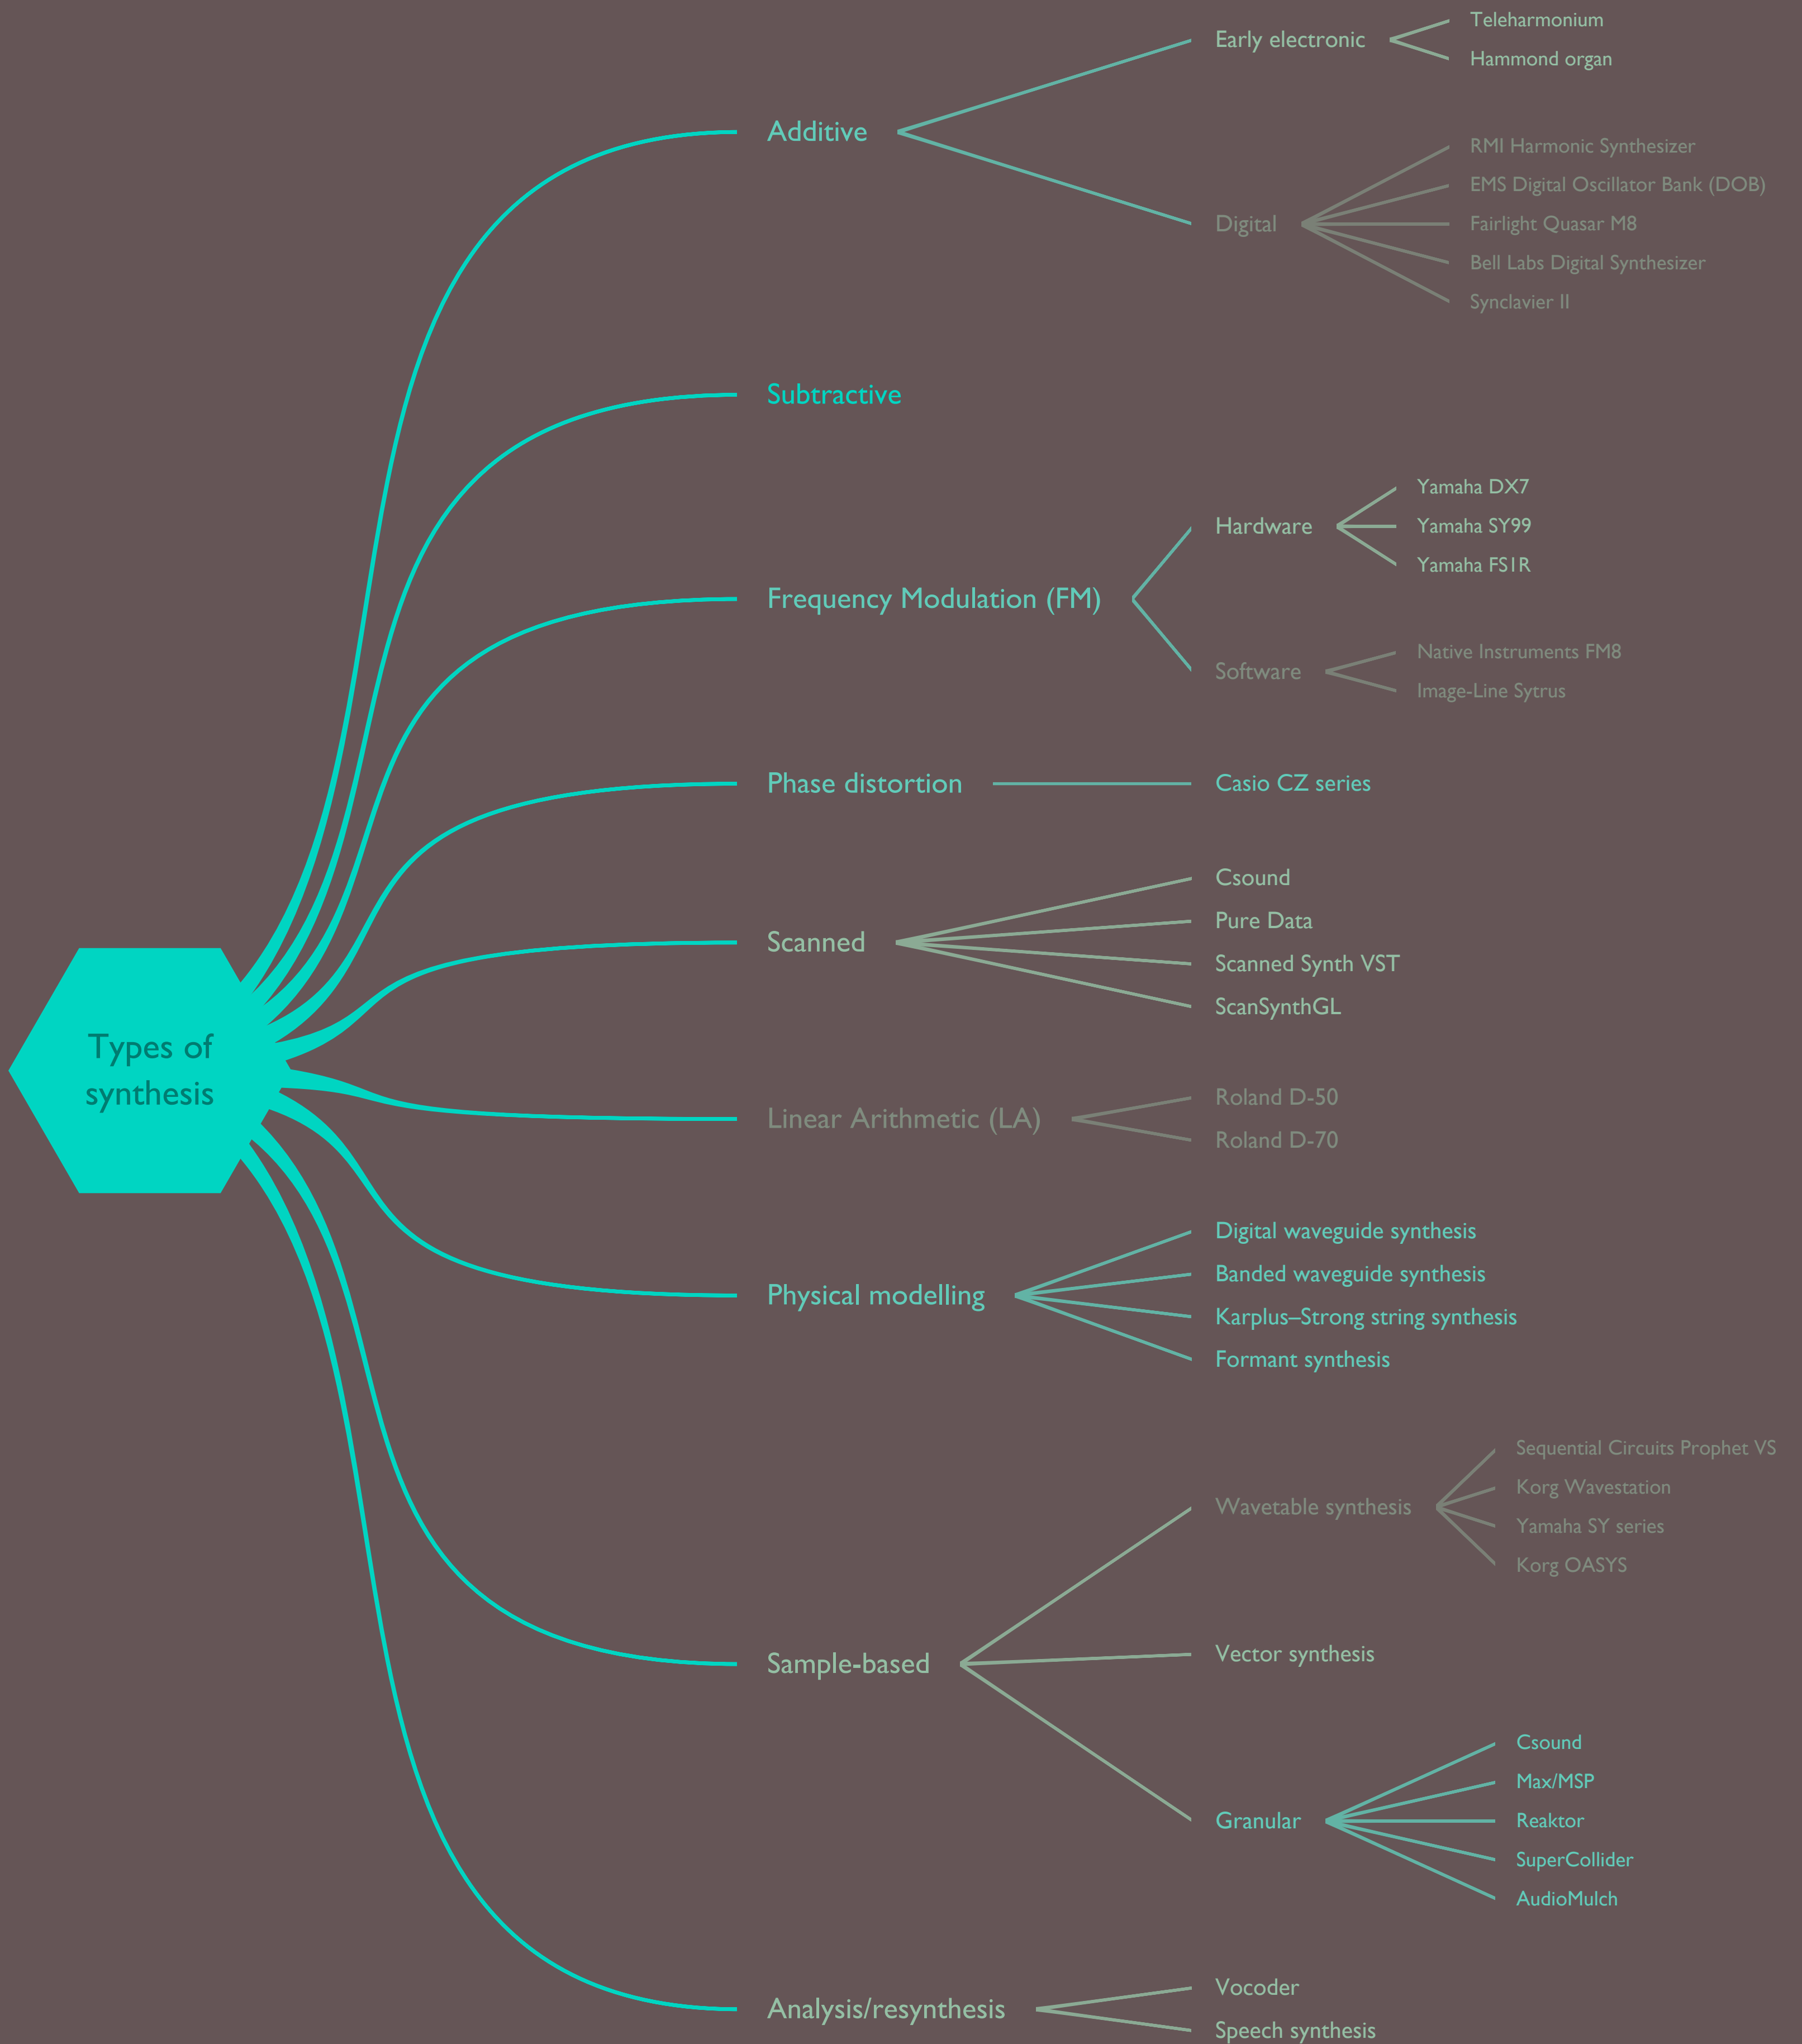 Types of
synthesis
Additive
Early electronic
Teleharmonium
Hammond organ
Digital
RMI Harmonic Synthesizer
EMS Digital Oscillator Bank (DOB)
Fairlight Quasar M8
Bell Labs Digital Synthesizer
Synclavier II
Subtractive
Frequency Modulation (FM)
Hardware
Yamaha DX7
Yamaha SY99
Yamaha FS1R
Software
Native Instruments FM8
Image-Line Sytrus
Phase distortion
Casio CZ series
Scanned
Csound
Pure Data
Scanned Synth VST
ScanSynthGL
Linear Arithmetic (LA)
Roland D-50
Roland D-70
Physical modelling
Digital waveguide synthesis
Banded waveguide synthesis
Karplus–Strong string synthesis
Formant synthesis
Sample-based
Wavetable synthesis
Sequential Circuits Prophet VS
Korg Wavestation
Yamaha SY series
Korg OASYS
Vector synthesis
Granular
Csound
Max/MSP
Reaktor
SuperCollider
AudioMulch
Analysis/resynthesis
Vocoder
Speech synthesis